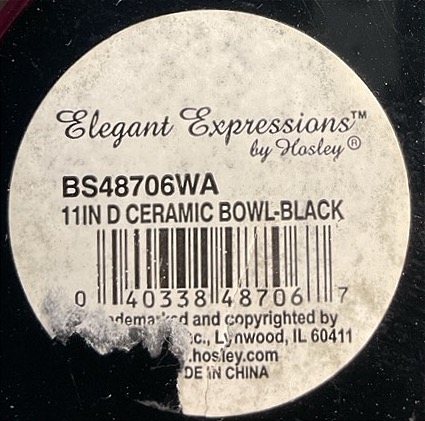 Elegant Expressions™
by Hosley®
BS48706WA
11IN D CERAMIC BOWL-BLACK
0 40338 48706 7
and copyrighted by
Lynwood, IL 60411
.hosley.com
IN CHINA